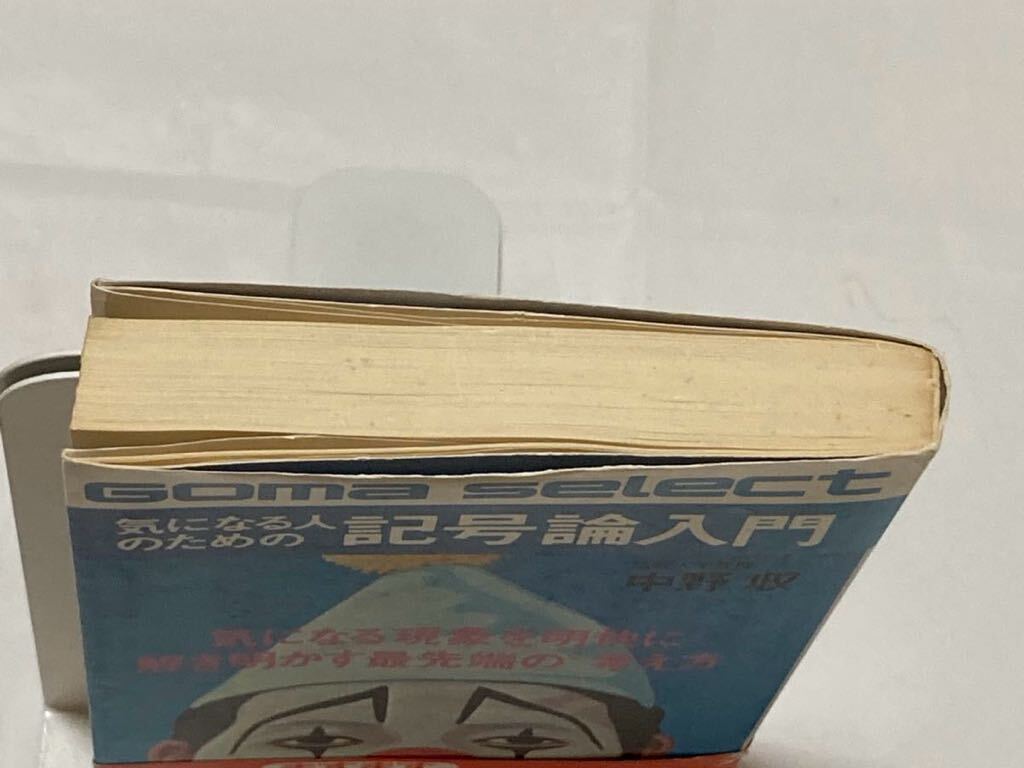 Goma select
気になる人
のための
記号論入門
中野 収
気になる現象を明快に
解き明かす最先端の 考え方